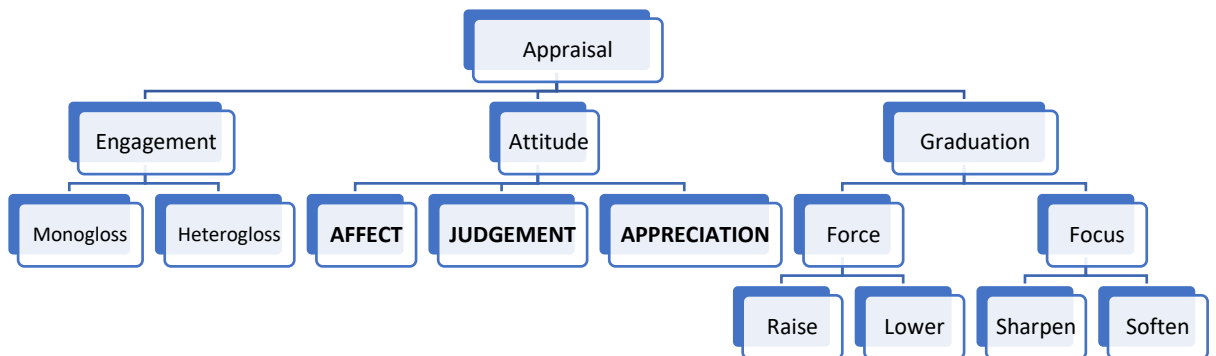 Appraisal
Engagement
Attitude
Graduation
Monogloss
Heterogloss
AFFECT
JUDGEMENT
APPRECIATION
Force
Focus
Raise
Lower
Sharpen
Soften